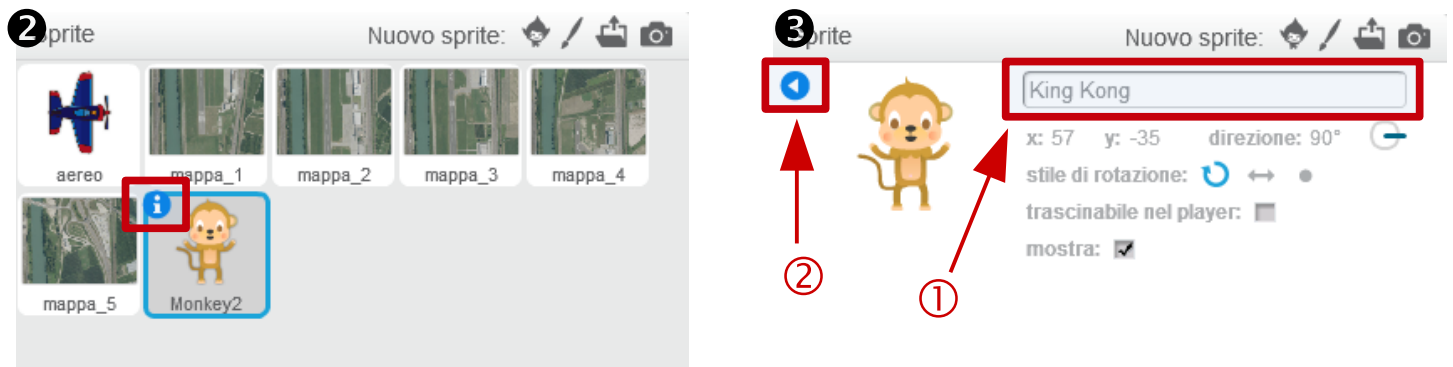 ❷
Sprite
Nuovo sprite:
aereo
mappa_1
mappa_2
mappa_3
mappa_4
i
mappa_5
Monkey2
❸
Sprite
Nuovo sprite:
King Kong
x: 57 y: -35 direzione: 90°
stile di rotazione:
trascinabile nel player:
mostra:
②
①